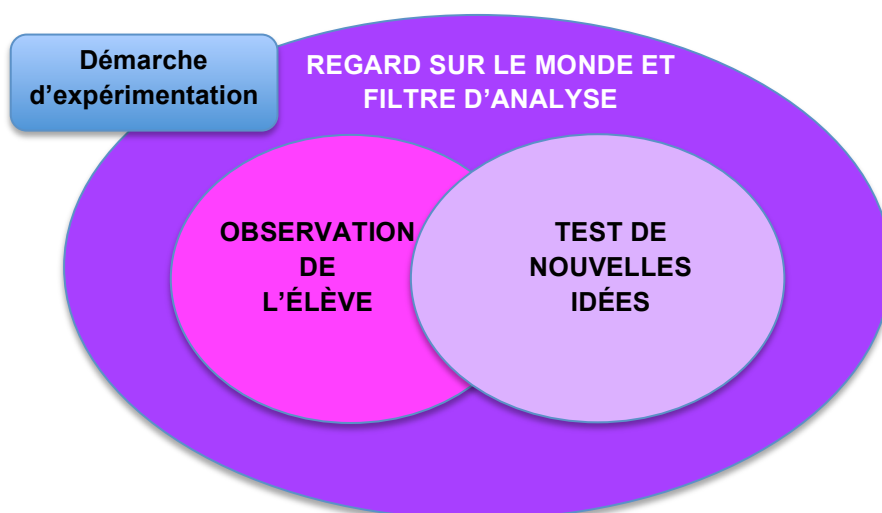 Démarche
d’expérimentation
REGARD SUR LE MONDE ET
FILTRE D’ANALYSE
OBSERVATION
DE
L’ÉLÈVE
TEST DE
NOUVELLES
IDÉES